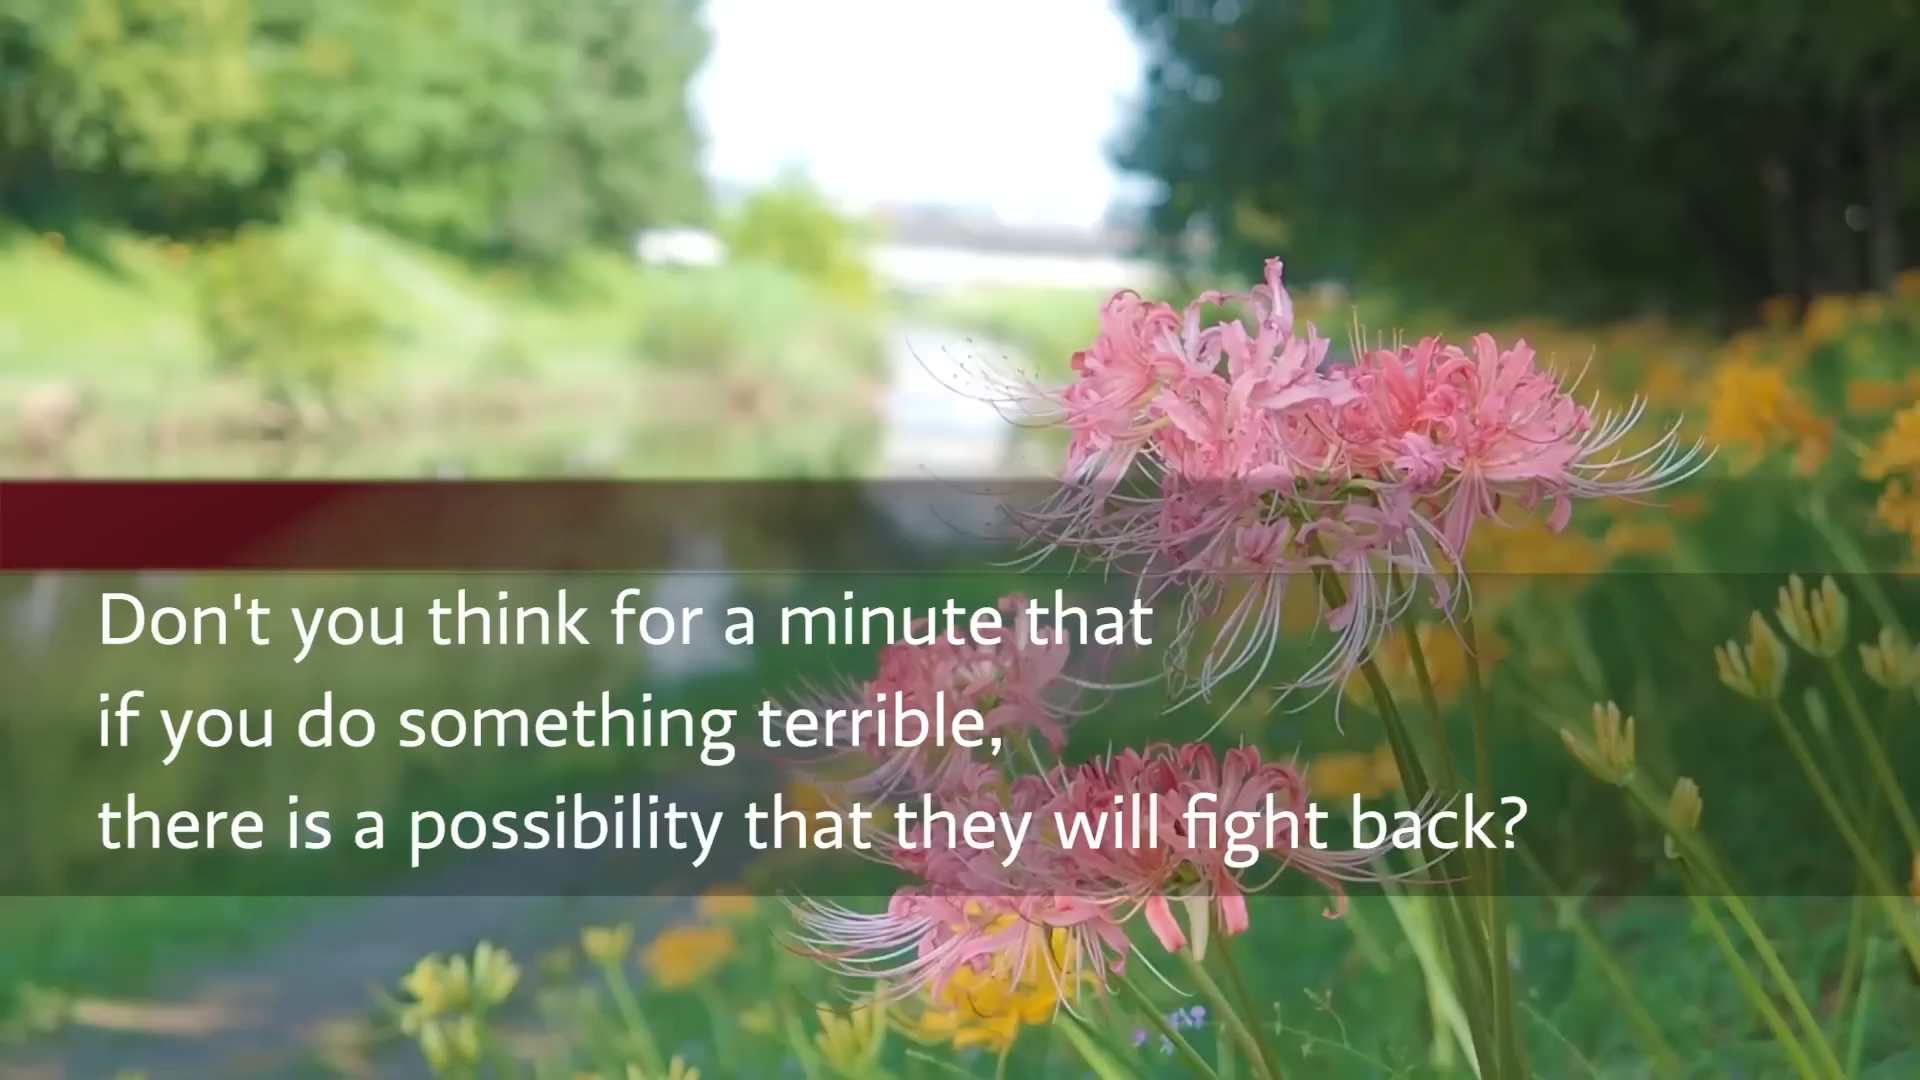 Don't you think for a minute that
if you do something terrible,
there is a possibility that they will fight back?